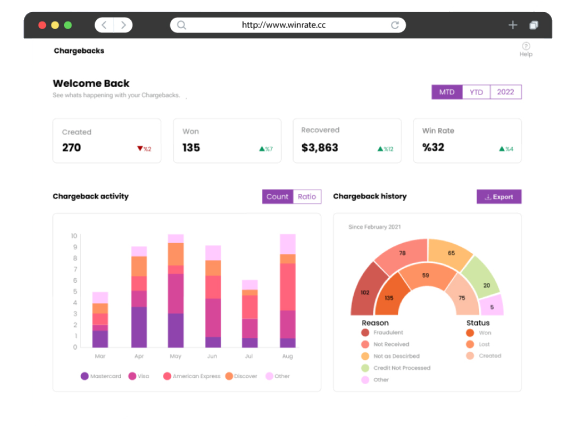 http://www.winrate.cc
Chargebacks
Help
Welcome Back
See whats happening with your Chargebacks.
MTD YTD 2022
Created
270 %2
Won
135 %7
Recovered
$3,863 %12
Win Rate
%32 %4
Chargeback activity
Count Ratio
10
9
8
7
6
5
4
3
2
1
0
Mar Apr May Jun Jul Aug
Mastercard Visa American Express Discover Other
Chargeback history
Export
Since February 2021
102 78 65 20 5
135 59 75
Reason
Fraudulent
Not Received
Not as Described
Credit Not Processed
Other
Status
Won
Lost
Created